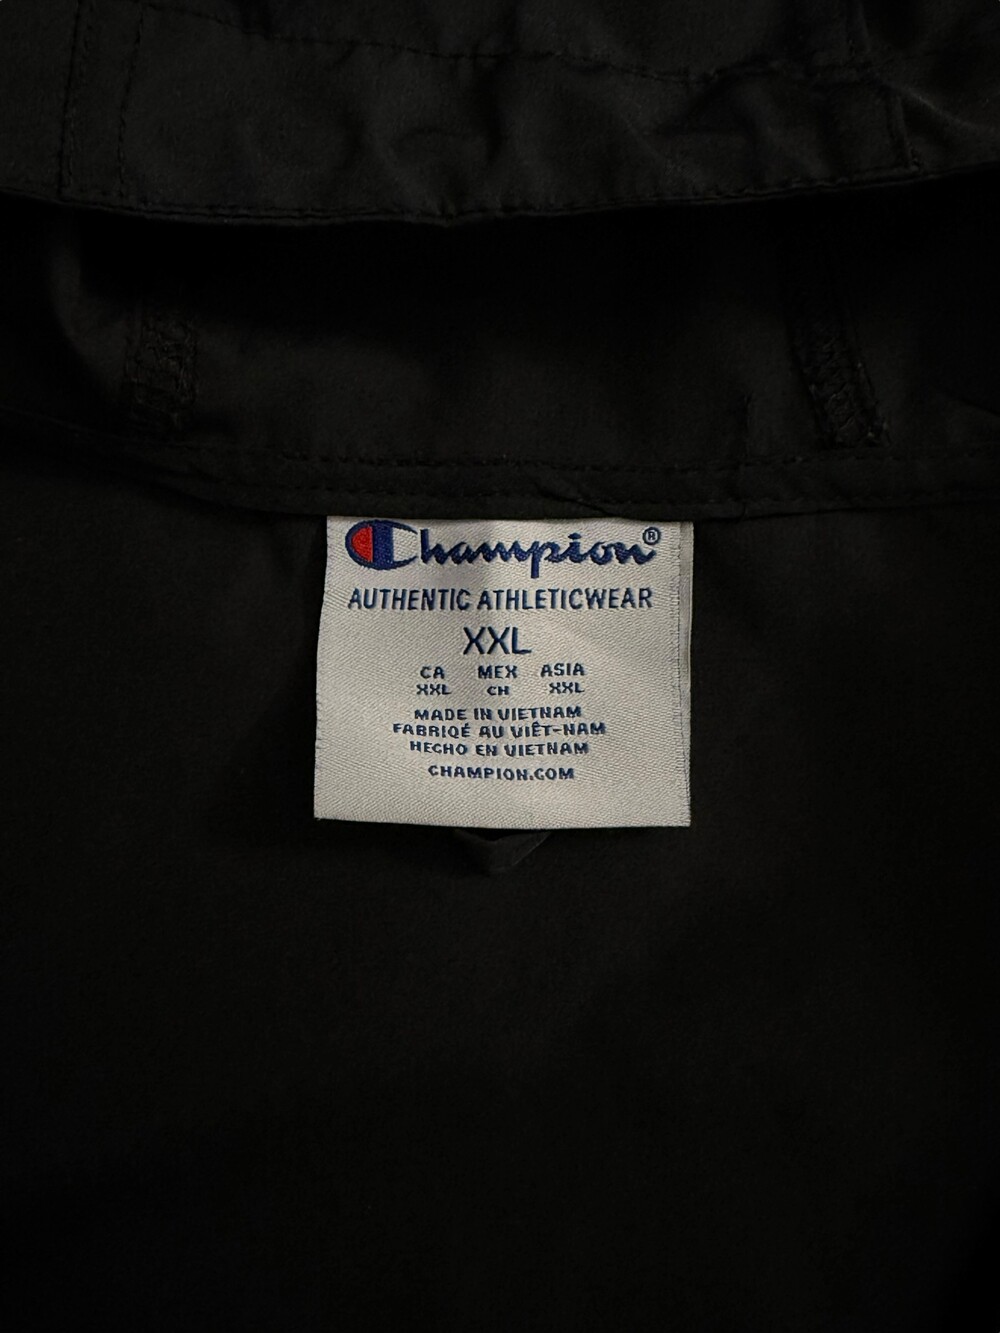 Champion®
AUTHENTIC ATHLETICWEAR
XXL
CA MEX ASIA
XXL CH XXL
MADE IN VIETNAM
FABRIQÉ AU VIÊT-NAM
HECHO EN VIETNAM
CHAMPION.COM